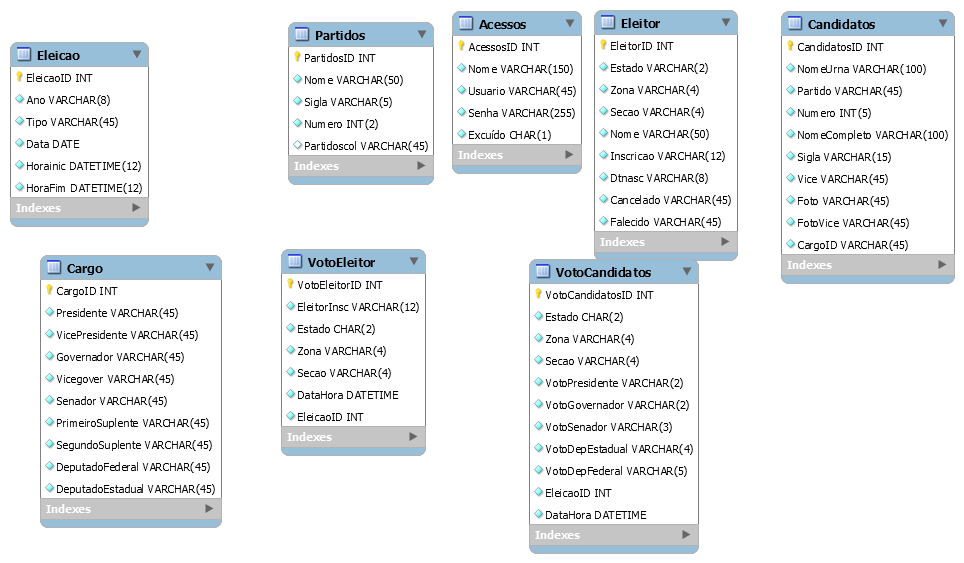 Eleicao
EleicaoID INT
Ano VARCHAR(8)
Tipo VARCHAR(45)
Data DATE
Horainic DATETIME(12)
HoraFim DATETIME(12)
Indexes
Partidos
PartidosID INT
Nome VARCHAR(50)
Sigla VARCHAR(5)
Numero INT(2)
Partidoscol VARCHAR(45)
Indexes
Acessos
AcessosID INT
Nome VARCHAR(150)
Usuario VARCHAR(45)
Senha VARCHAR(255)
Excuído CHAR(1)
Indexes
Eleitor
EleitorID INT
Estado VARCHAR(2)
Zona VARCHAR(4)
Secao VARCHAR(4)
Nome VARCHAR(50)
Inscricao VARCHAR(12)
Dtnasc VARCHAR(8)
Cancelado VARCHAR(45)
Falecido VARCHAR(45)
Indexes
Candidatos
CandidatosID INT
NomeUrna VARCHAR(100)
Partido VARCHAR(45)
Numero INT(5)
NomeCompleto VARCHAR(100)
Sigla VARCHAR(15)
Vice VARCHAR(45)
Foto VARCHAR(45)
FotoVice VARCHAR(45)
CargoID VARCHAR(45)
Indexes
Cargo
CargoID INT
Presidente VARCHAR(45)
VicePresidente VARCHAR(45)
Governador VARCHAR(45)
Vicegover VARCHAR(45)
Senador VARCHAR(45)
PrimeiroSuplente VARCHAR(45)
SegundoSuplente VARCHAR(45)
DeputadoFederal VARCHAR(45)
DeputadoEstadual VARCHAR(45)
Indexes
VotoEleitor
VotoEleitorID INT
EleitorInsc VARCHAR(12)
Estado CHAR(2)
Zona VARCHAR(4)
Secao VARCHAR(4)
DataHora DATETIME
EleicaoID INT
Indexes
VotoCandidatos
VotoCandidatosID INT
Estado CHAR(2)
Zona VARCHAR(4)
Secao VARCHAR(4)
VotoPresidente VARCHAR(2)
VotoGovernador VARCHAR(2)
VotoSenador VARCHAR(3)
VotoDepEstadual VARCHAR(4)
VotoDepFederal VARCHAR(5)
EleicaoID INT
DataHora DATETIME
Indexes